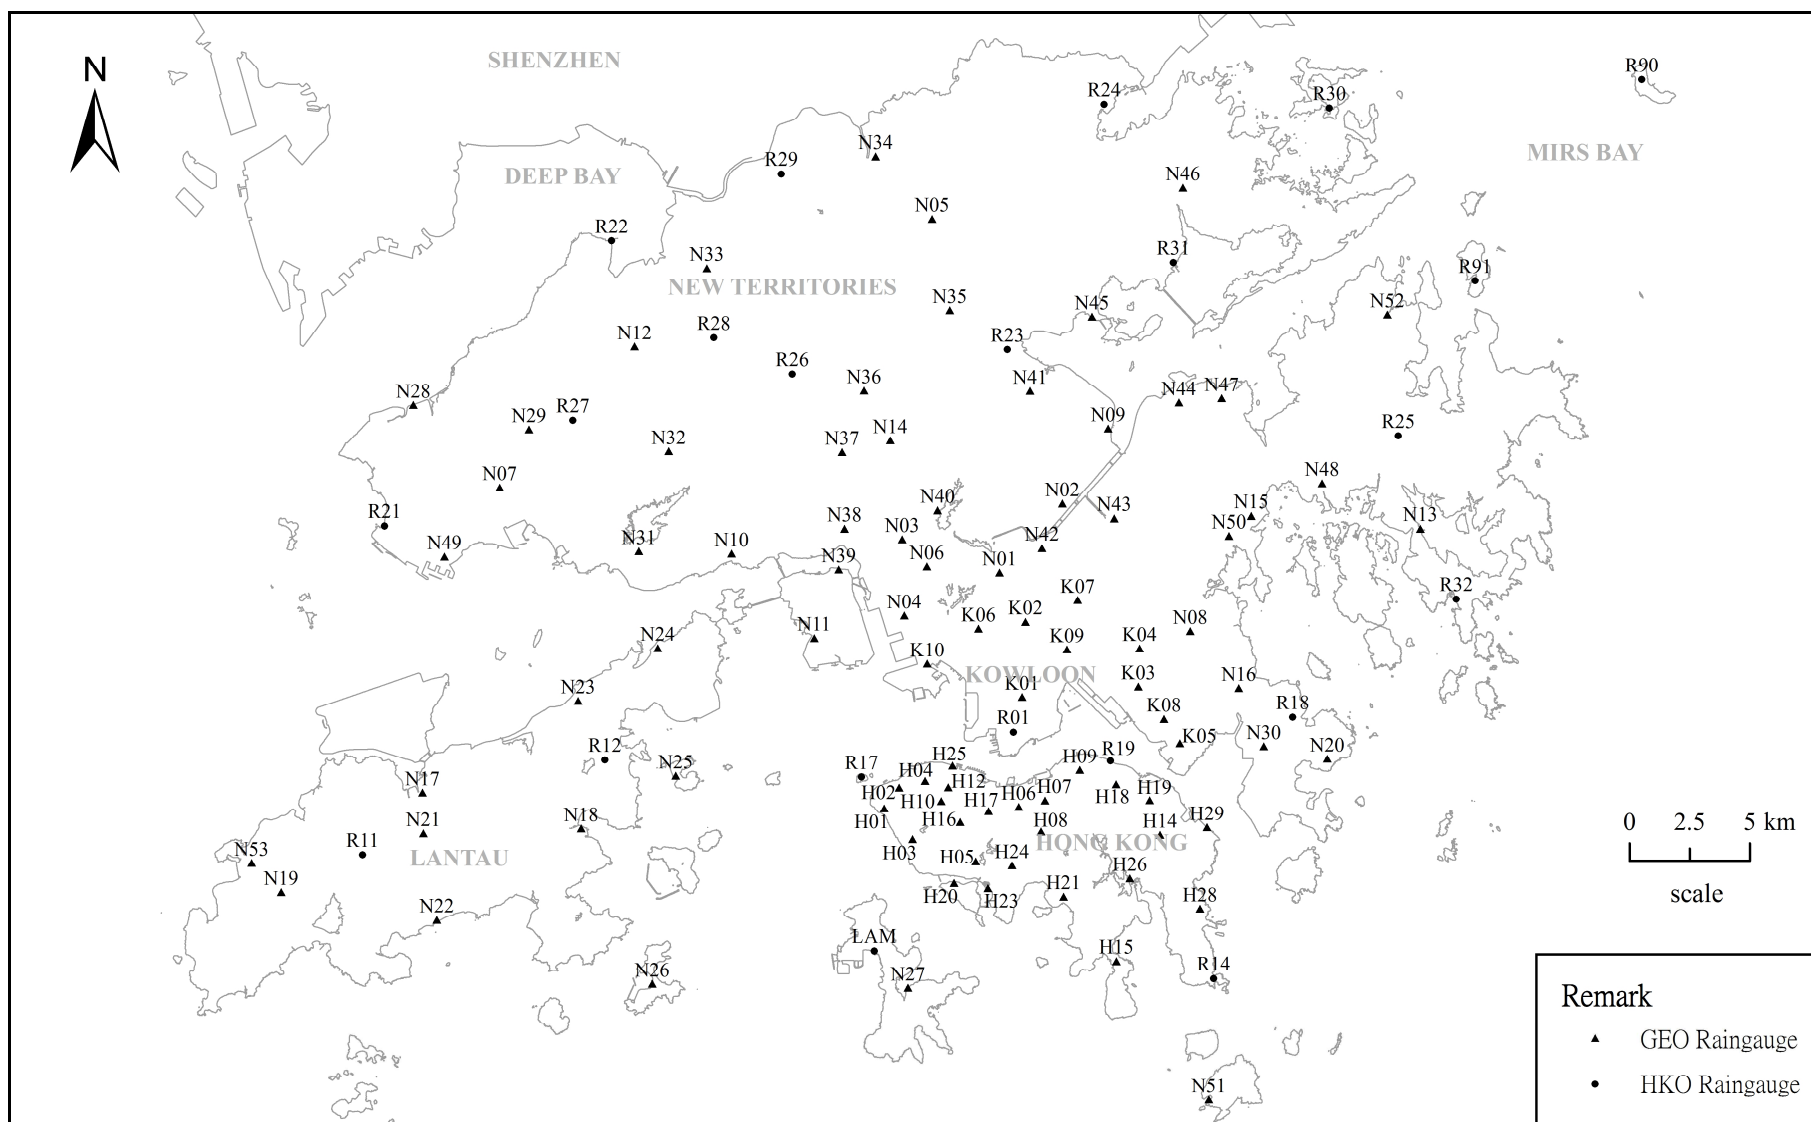 N
SHENZHEN
R90
R24
R30
N34
R29
MIRS BAY
DEEP BAY
N46
N05
R22
R31
N33
R91
NEW TERRITORIES
N35
N45
N52
N12
R28
R23
R26
N36
N41
N28
N44
N47
R27
N29
N09
R25
N14
N37
N32
N07
N48
N40
N02
N43
N15
R21
N13
N38
N03
N50
N49
N31
N10
N42
N39
N06
N01
K07
R32
N04
K06
K02
N08
N11
N24
K09
K04
K10
KOWLOON
K03
N16
N23
K01
K08
R18
R01
K05
N30
N20
R12
H25
H09
R19
R17
N25
H04
H12
N17
H02
H10
H17
H06
H07
H18
H19
0 2.5 5 km
N18
H01
H16
H08
H14
H29
N21
R11
HONG KONG
H03
N53
LANTAU
H05
H24
H26
scale
N19
H20
H23
H21
H28
N22
LAM
H15
R14
N26
N27
Remark
GEO Raingauge
HKO Raingauge
N51